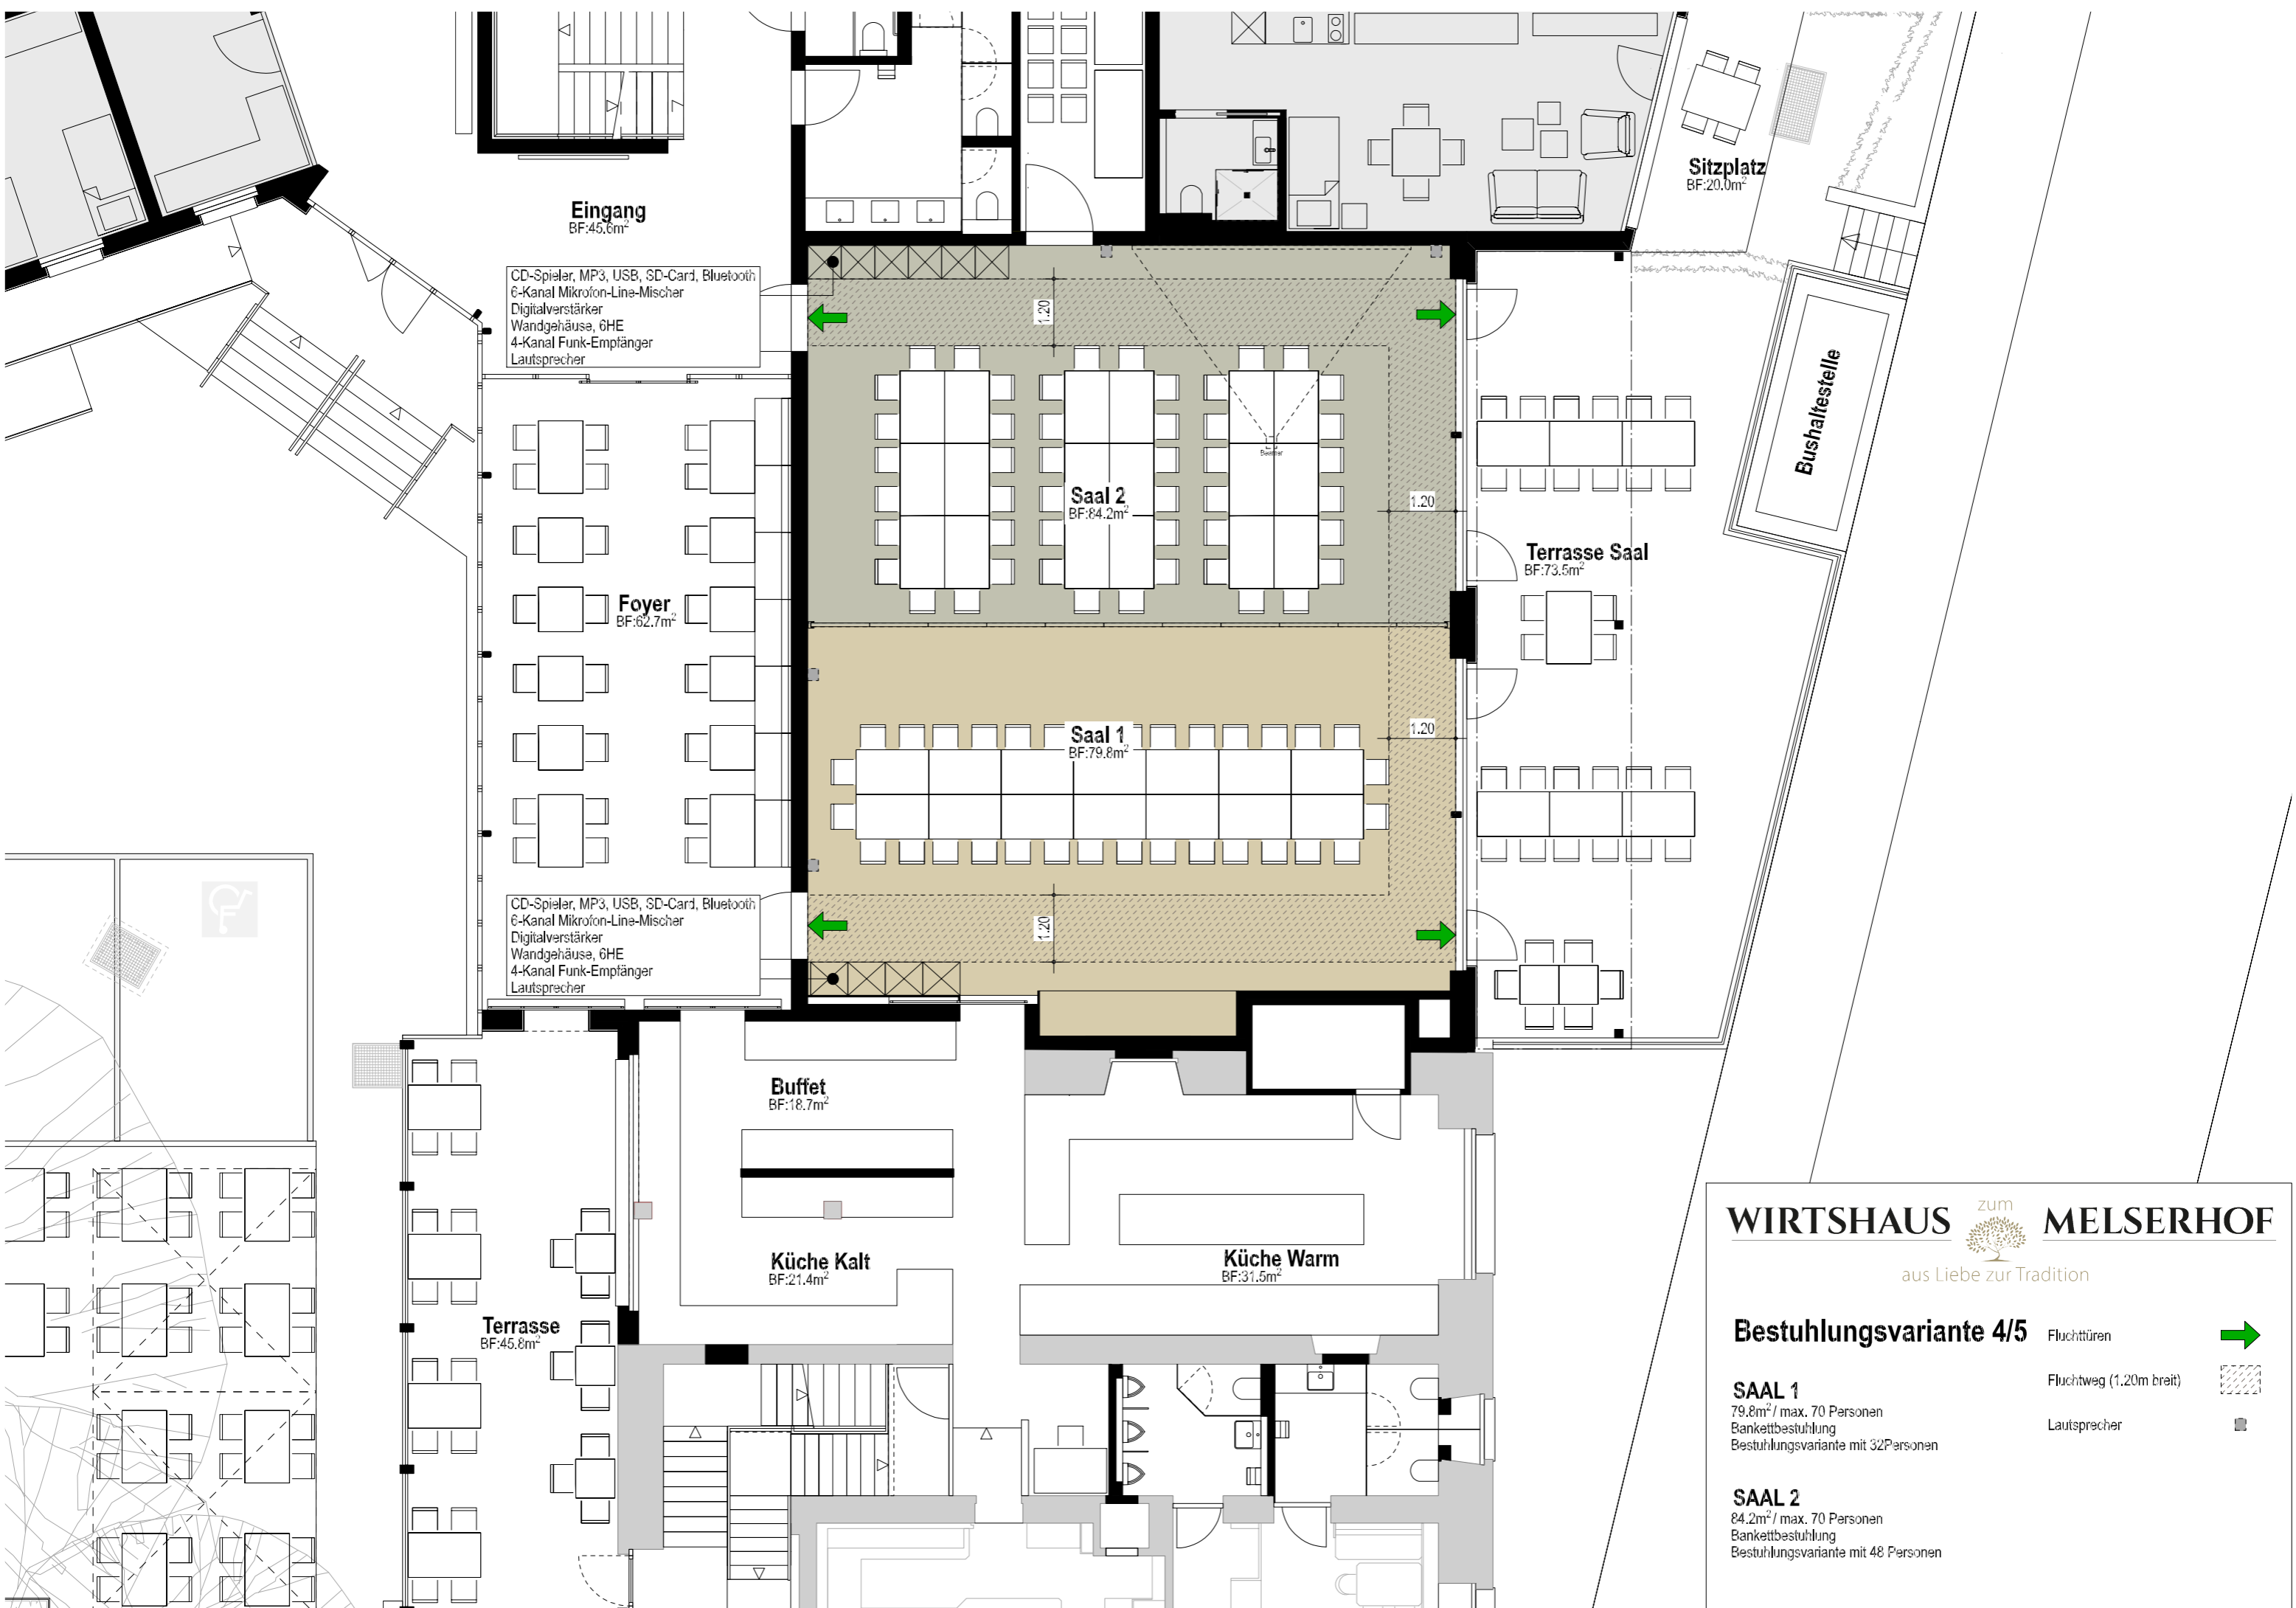 Sitzplatz
BF:20.0m²
Eingang
BF:45.6m²
CD-Spieler, MP3, USB, SD-Card, Bluetooth
6-Kanal Mikrofon-Line-Mischer
Digitalverstärker
Wandgehäuse, 6HE
4-Kanal Funk-Empfänger
Lautsprecher
1.20
Bushaltestelle
Beamer
Saal 2
BF:84.2m²
1.20
Terrasse Saal
BF:73.5m²
Foyer
BF:62.7m²
Saal 1
BF:79.8m²
1.20
CD-Spieler, MP3, USB, SD-Card, Bluetooth
6-Kanal Mikrofon-Line-Mischer
Digitalverstärker
Wandgehäuse, 6HE
4-Kanal Funk-Empfänger
Lautsprecher
1.20
Buffet
BF:18.7m²
Küche Kalt
BF:21.4m²
Küche Warm
BF:31.5m²
Terrasse
BF:45.8m²
WIRTSHAUS zum MELSERHOF
aus Liebe zur Tradition
Bestuhlungsvariante 4/5
Fluchttüren
Fluchtweg (1.20m breit)
Lautsprecher
SAAL 1
79.8m² / max. 70 Personen
Bankettbestuhlung
Bestuhlungsvariante mit 32Personen
SAAL 2
84.2m² / max. 70 Personen
Bankettbestuhlung
Bestuhlungsvariante mit 48 Personen